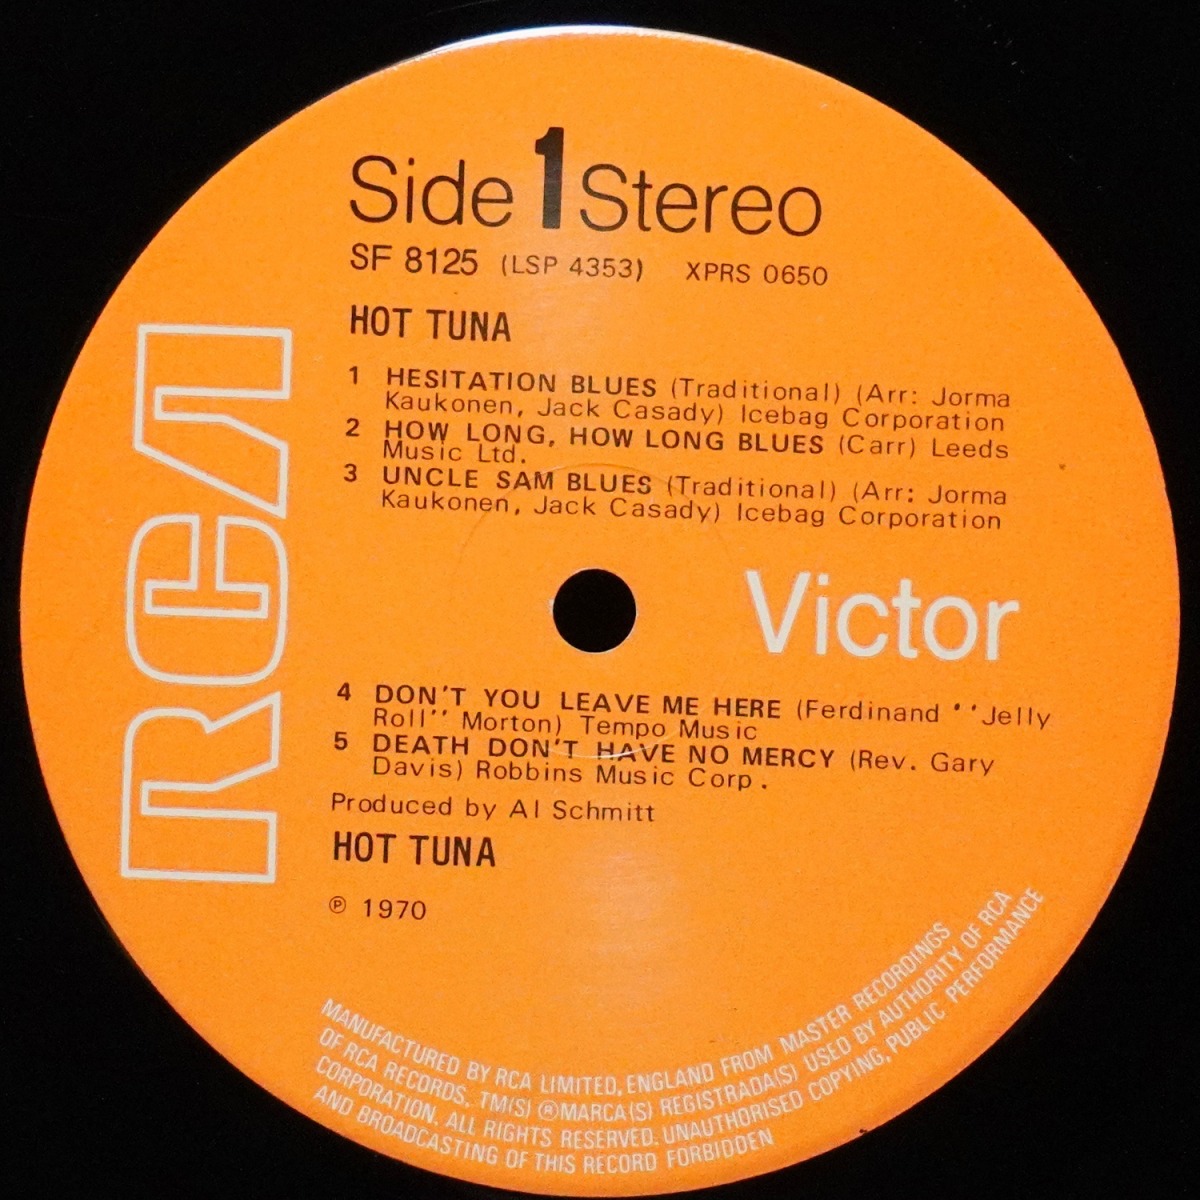 Side 1 Stereo
SF 8125 (LSP 4353) XPRS 0650
HOT TUNA
1 HESITATION BLUES (Traditional) (Arr: Jorma
Kaukonen, Jack Casady) Icebag Corporation
2 HOW LONG, HOW LONG BLUES (Carr) Leeds
Music Ltd.
3 UNCLE SAM BLUES (Traditional) (Arr: Jorma
Kaukonen, Jack Casady) Icebag Corporation
RCA
Victor
4 DON'T YOU LEAVE ME HERE (Ferdinand ''Jelly
Roll'' Morton) Tempo Music
5 DEATH DON'T HAVE NO MERCY (Rev. Gary
Davis) Robbins Music Corp.
Produced by Al Schmitt
HOT TUNA
℗ 1970
MANUFACTURED BY RCA LIMITED, ENGLAND FROM MASTER RECORDINGS
OF RCA RECORDS. TM(S) ® MARCA(S) REGISTRADA(S) USED BY AUTHORITY OF RCA
CORPORATION. ALL RIGHTS RESERVED. UNAUTHORISED COPYING, PUBLIC PERFORMANCE
AND BROADCASTING OF THIS RECORD FORBIDDEN